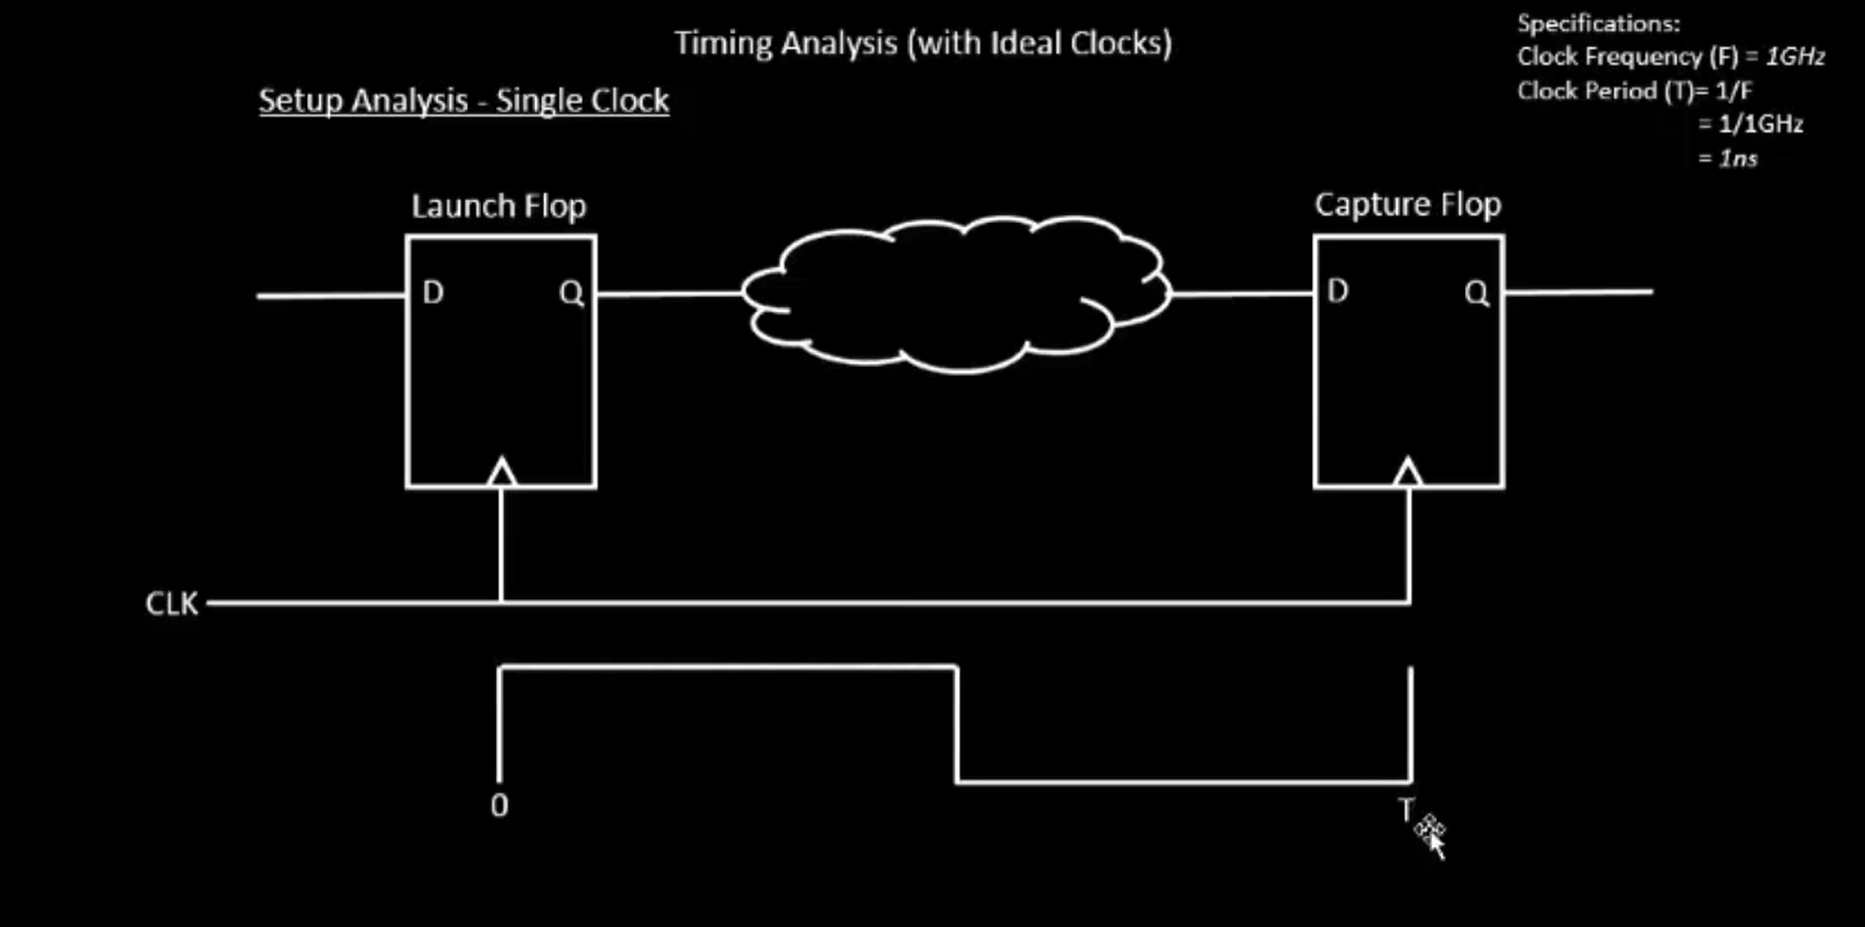 Timing Analysis (with Ideal Clocks)
Specifications:
Clock Frequency (F) = 1GHz
Clock Period (T)= 1/F
= 1/1GHz
= 1ns
Setup Analysis - Single Clock
Launch Flop
Capture Flop
D Q
D Q
CLK
0
T